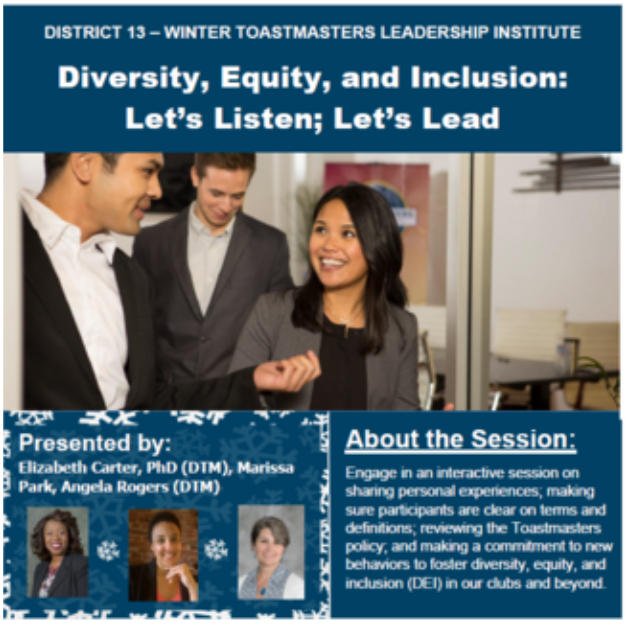 DISTRICT 13 – WINTER TOASTMASTERS LEADERSHIP INSTITUTE
Diversity, Equity, and Inclusion:
Let's Listen; Let's Lead
Presented by:
Elizabeth Carter, PhD (DTM), Marissa
Park, Angela Rogers (DTM)
About the Session:
Engage in an interactive session on
sharing personal experiences; making
sure participants are clear on terms and
definitions; reviewing the Toastmasters
policy; and making a commitment to new
behaviors to foster diversity, equity, and
inclusion (DEI) in our clubs and beyond.